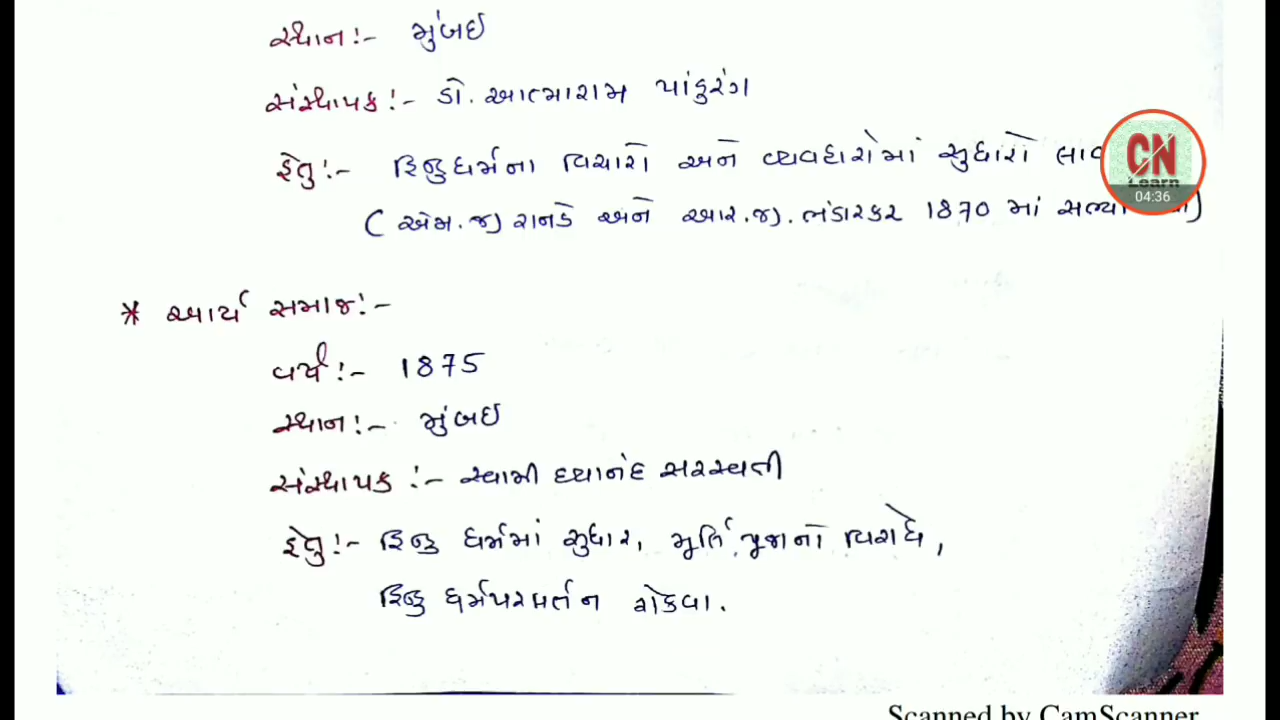 સ્થાન:- મુંબઈ
સંસ્થાપક:- ડો. આત્મારામ પાંડુરંગ
હેતુ:- હિન્દુધર્મના વિચારો અને વ્યવહારોમાં સુધારો
(એમ.જી રાનડે અને આર.જી. ભંડારકર 1870 માં
CN
Learn
04:36
* આર્ય સમાજ:-
વર્ષ:- 1875
સ્થાન:- મુંબઈ
સંસ્થાપક:- સ્વામી દયાનંદ સરસ્વતી
હેતુ:- હિન્દુ ધર્મમાં સુધાર, મૂર્તિ પૂજાનો વિરોધ,
હિન્દુ ધર્મપરિવર્તન રોકવા.
Scanned by CamScanner